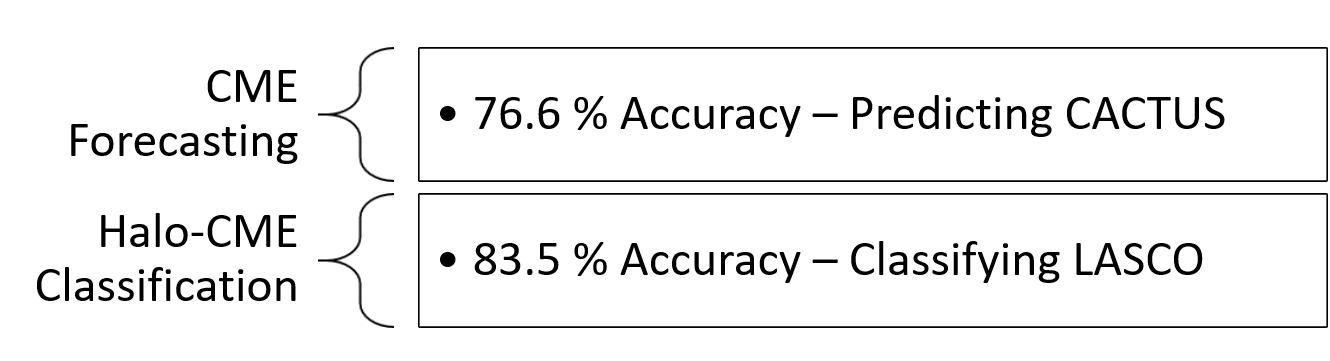 CME
Forecasting
• 76.6 % Accuracy – Predicting CACTUS
Halo-CME
Classification
• 83.5 % Accuracy – Classifying LASCO